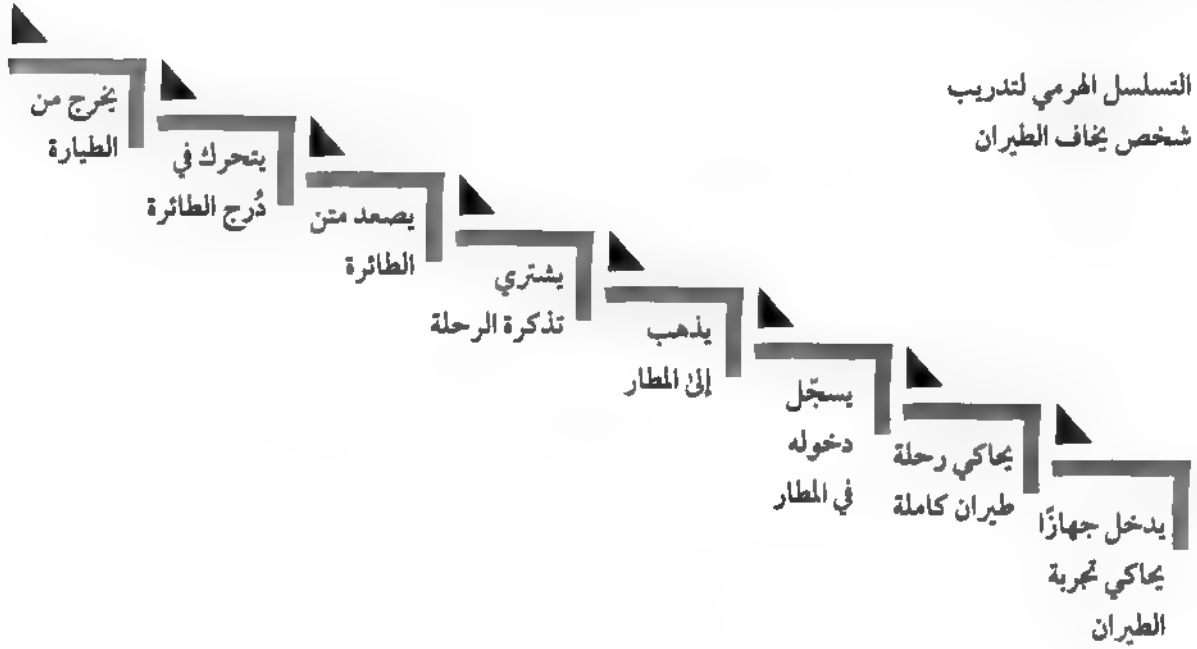 التسلسل الهرمي لتدريب
شخص يخاف الطيران
يدخل جهازًا
يحاكي تجربة
الطيران
يحاكي رحلة
طيران كاملة
يسجّل
دخوله
في المطار
يذهب
إلى المطار
يشتري
تذكرة الرحلة
يصعد متن
الطائرة
يتحرك في
دُرج الطائرة
يخرج من
الطيارة